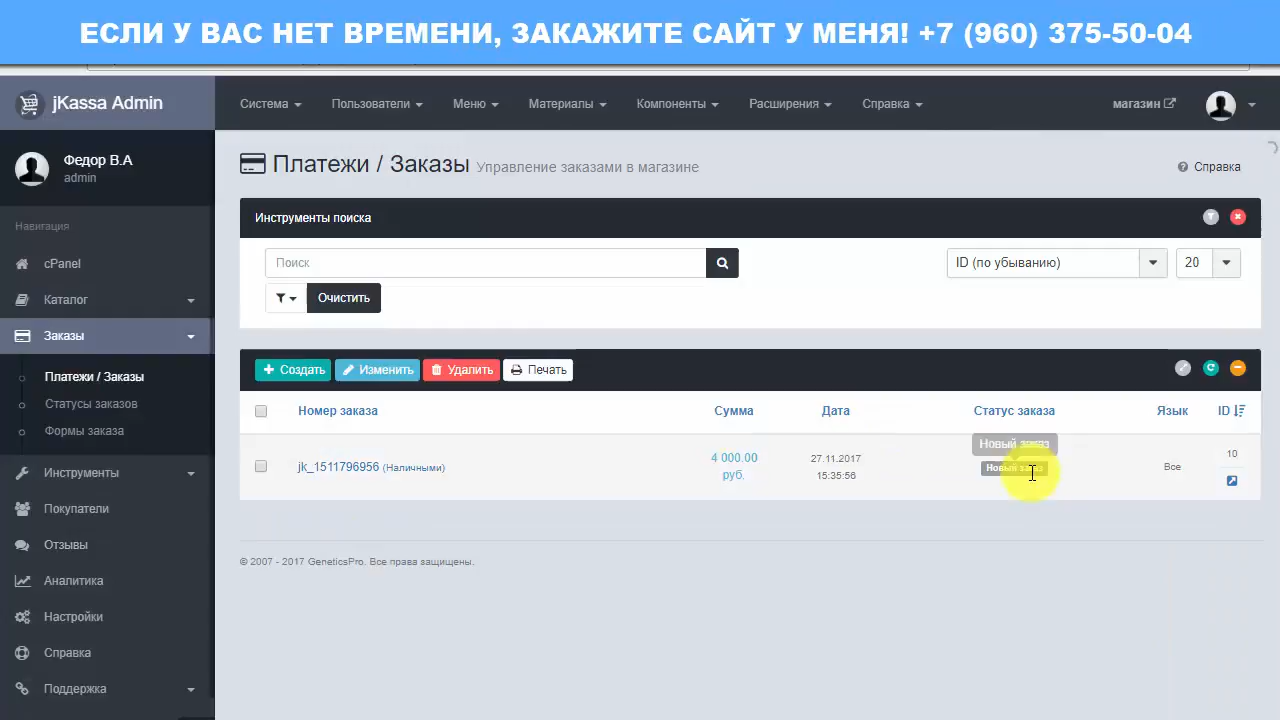 ЕСЛИ У ВАС НЕТ ВРЕМЕНИ, ЗАКАЖИТЕ САЙТ У МЕНЯ! +7 (960) 375-50-04
jKassa Admin
Система
Пользователи
Меню
Материалы
Компоненты
Расширения
Справка
магазин
Федор В.А
admin
Навигация
cPanel
Каталог
Заказы
Платежи / Заказы
Статусы заказов
Формы заказа
Инструменты
Покупатели
Отзывы
Аналитика
Настройки
Справка
Поддержка
Платежи / Заказы Управление заказами в магазине
Справка
Инструменты поиска
Поиск
ID (по убыванию)
20
Очистить
Создать
Изменить
Удалить
Печать
Номер заказа
Сумма
Дата
Статус заказа
Язык
ID
Новый заказ
jk_1511796956 (Наличными)
4 000.00
руб.
27.11.2017
15:35:56
Новый заказ
Все
10
© 2007 - 2017 GeneticsPro. Все права защищены.